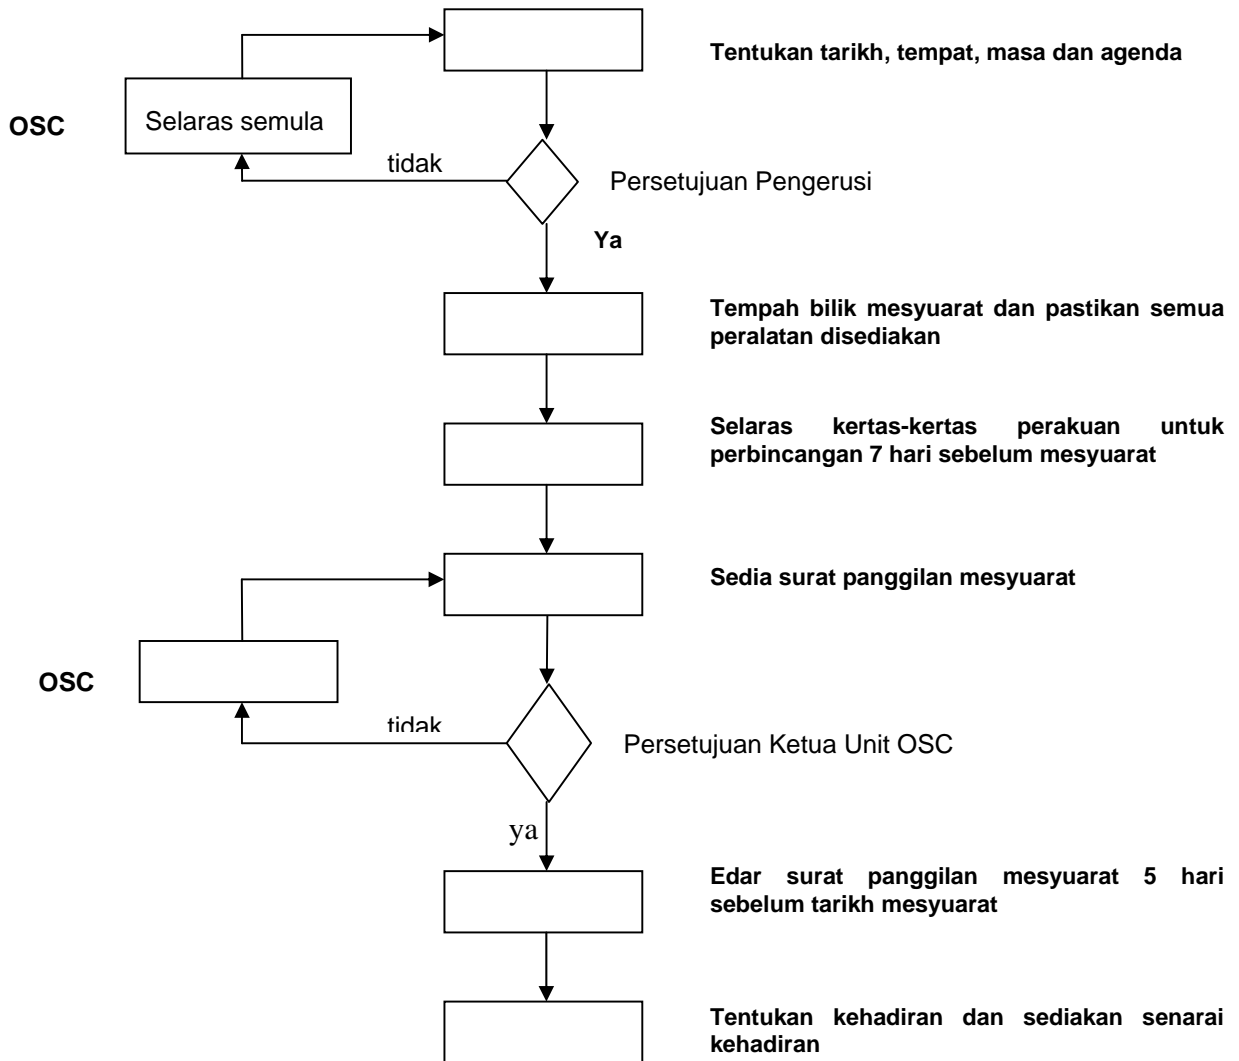 Tentukan tarikh, tempat, masa dan agenda
OSC
Selaras semula
tidak
Persetujuan Pengerusi
Ya
Tempah bilik mesyuarat dan pastikan semua
peralatan disediakan
Selaras kertas-kertas perakuan untuk
perbincangan 7 hari sebelum mesyuarat
Sedia surat panggilan mesyuarat
OSC
tidak
Persetujuan Ketua Unit OSC
ya
Edar surat panggilan mesyuarat 5 hari
sebelum tarikh mesyuarat
Tentukan kehadiran dan sediakan senarai
kehadiran